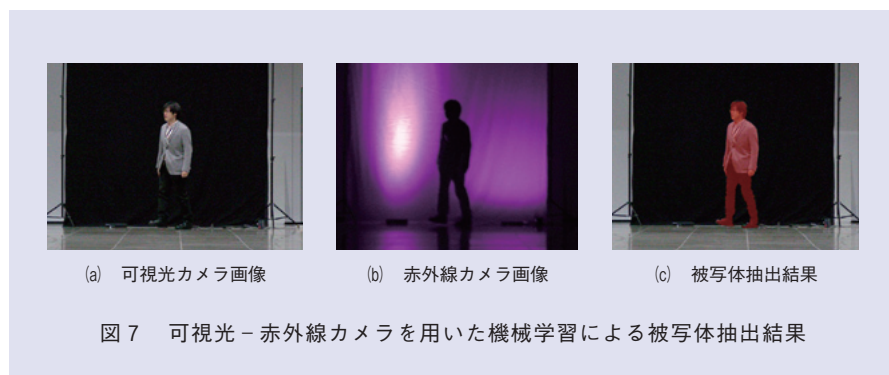 (a) 可視光カメラ画像
(b) 赤外線カメラ画像
(c) 被写体抽出結果
図7 可視光－赤外線カメラを用いた機械学習による被写体抽出結果